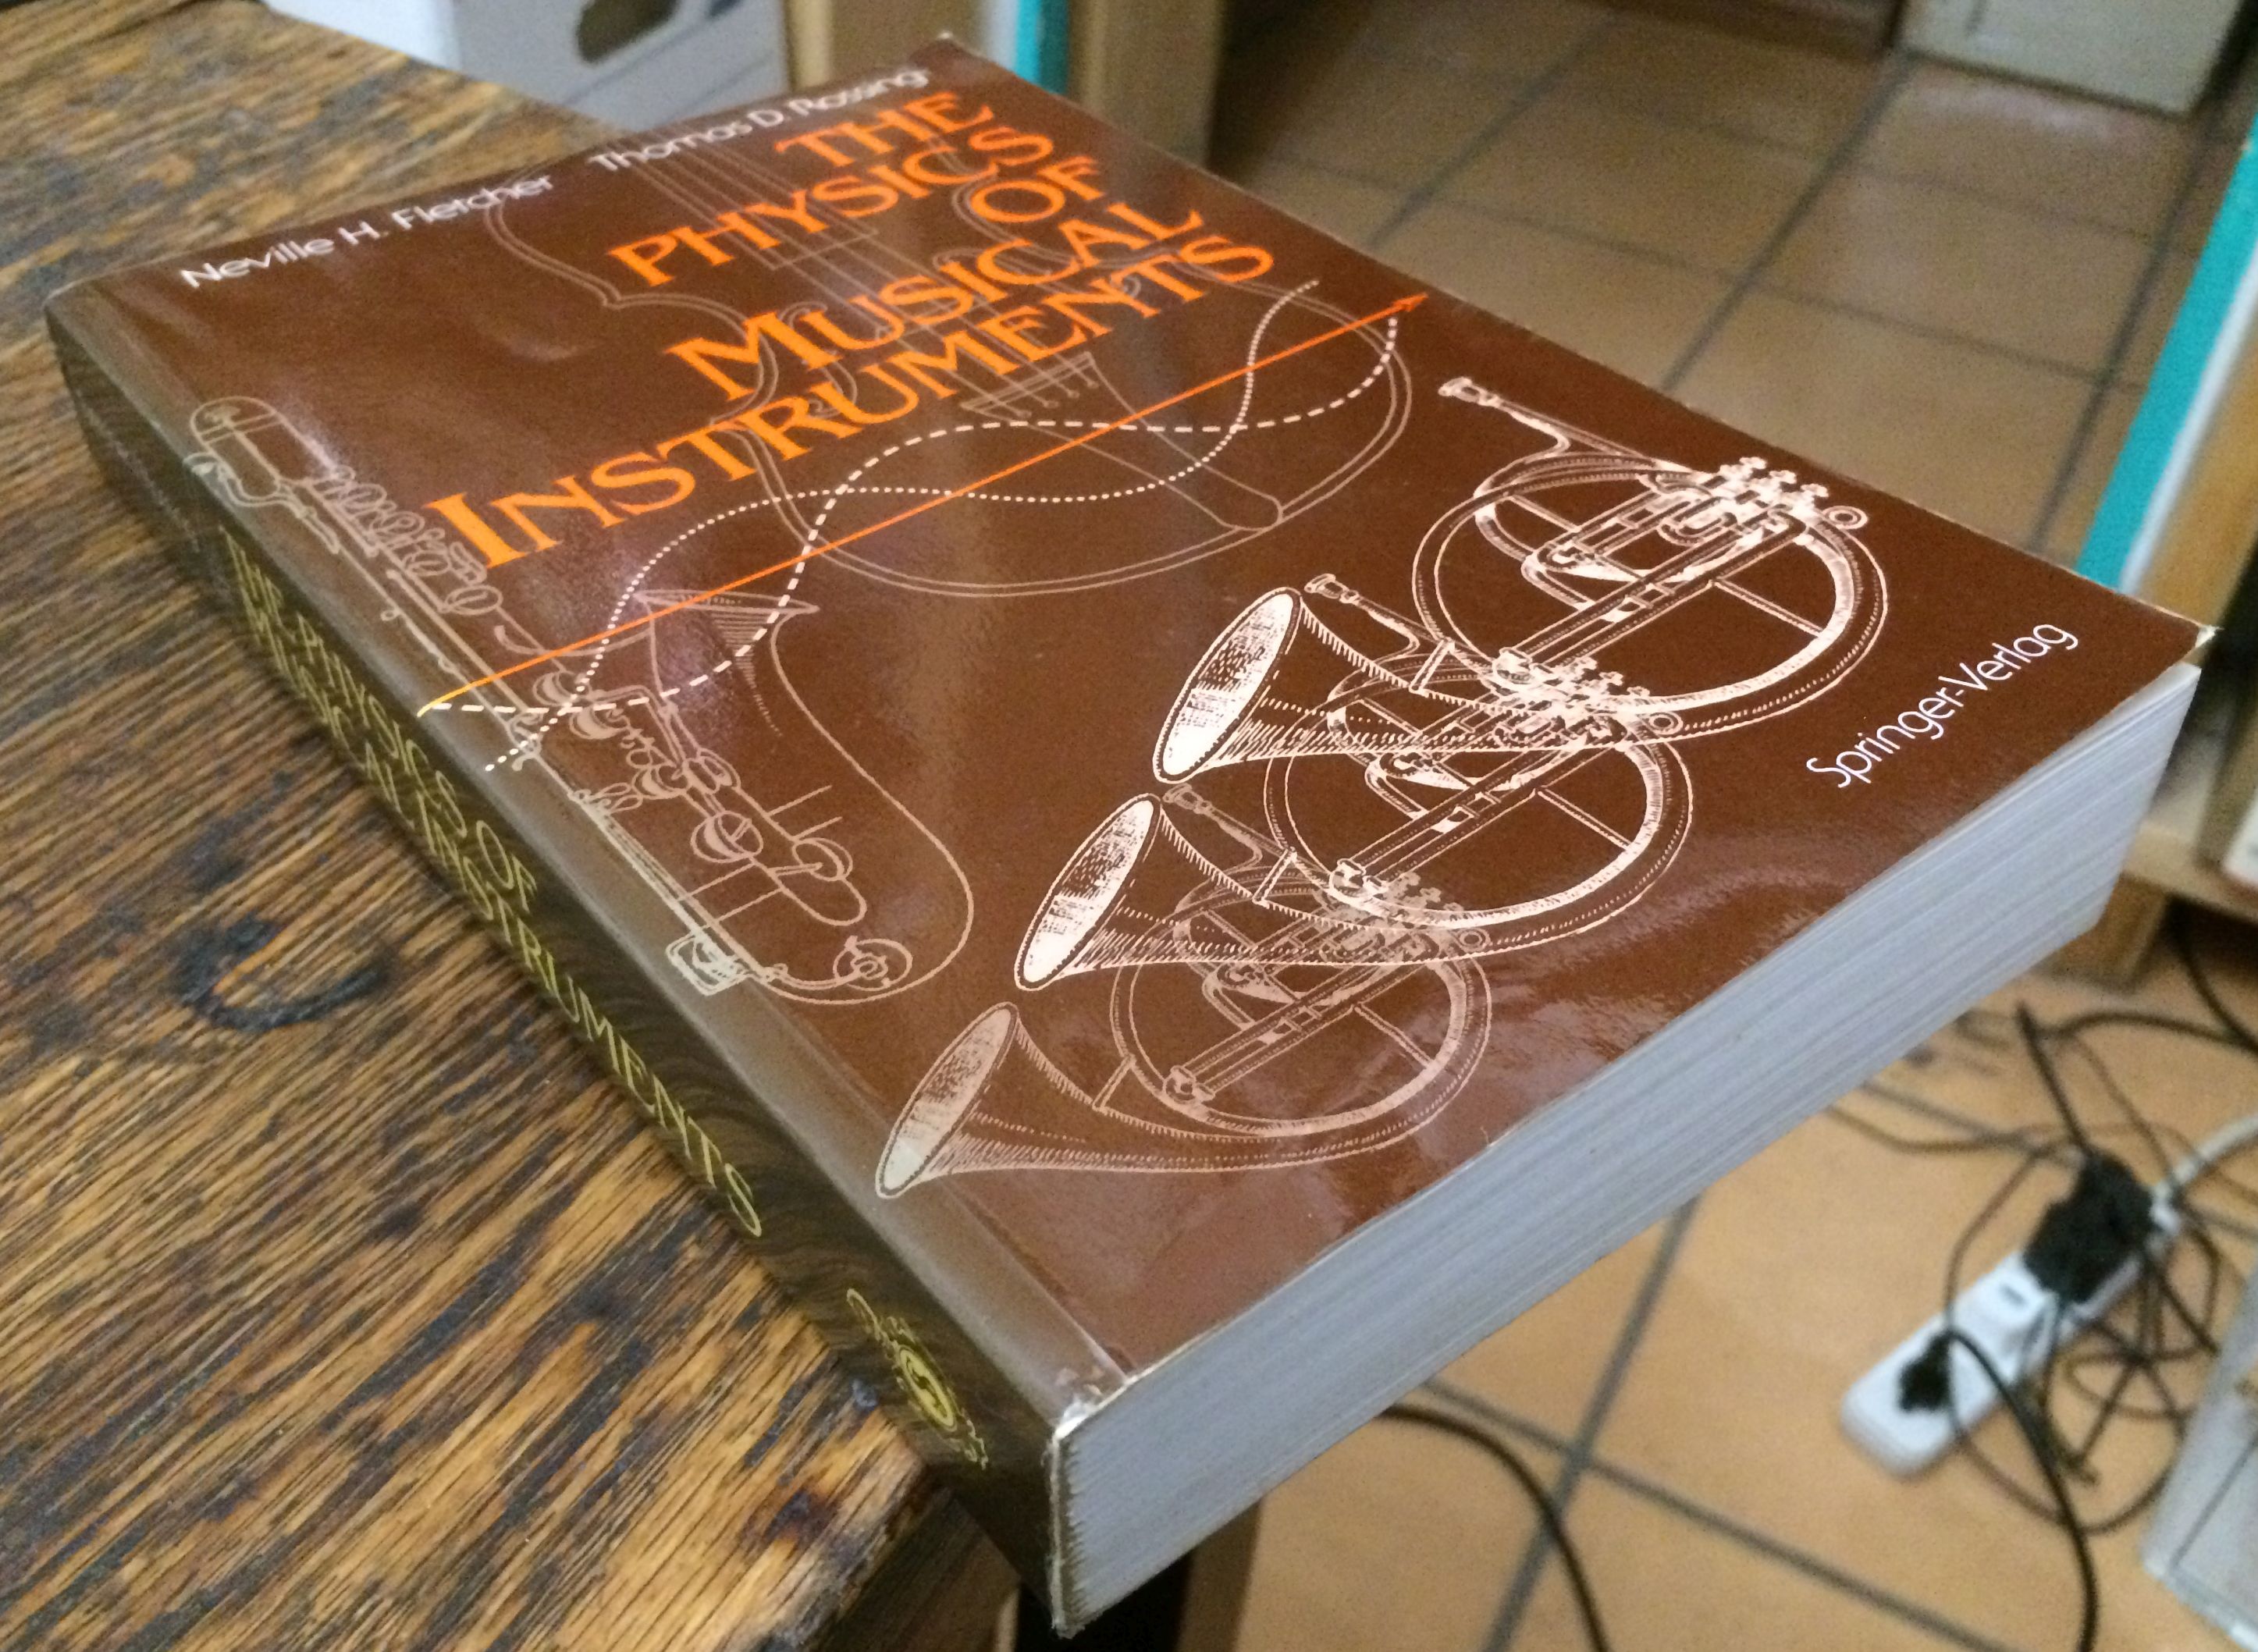 Neville H. Fletcher Thomas D. Rossing
THE
PHYSICS
OF
MUSICAL
INSTRUMENTS
Springer-Verlag
THE PHYSICS OF
MUSICAL INSTRUMENTS